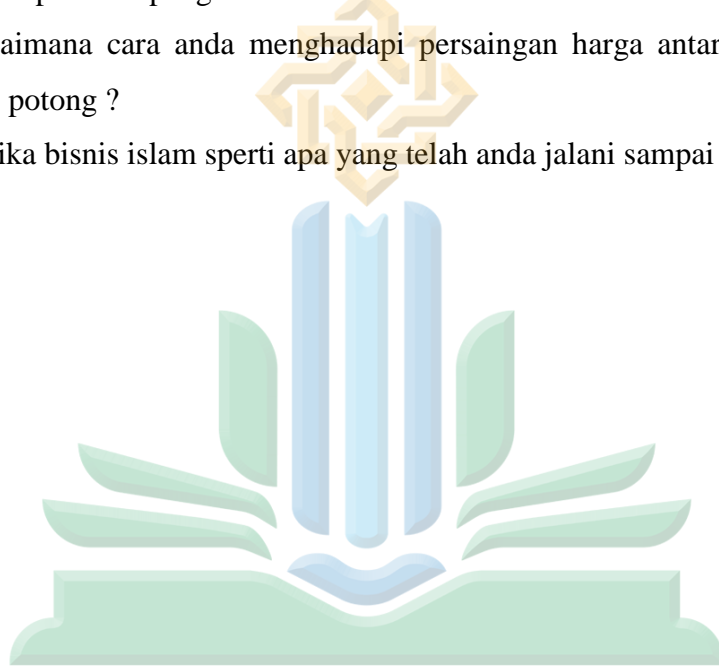 aimana cara anda menghadapi persaingan harga antar
potong ?
ika bisnis islam sperti apa yang telah anda jalani sampai